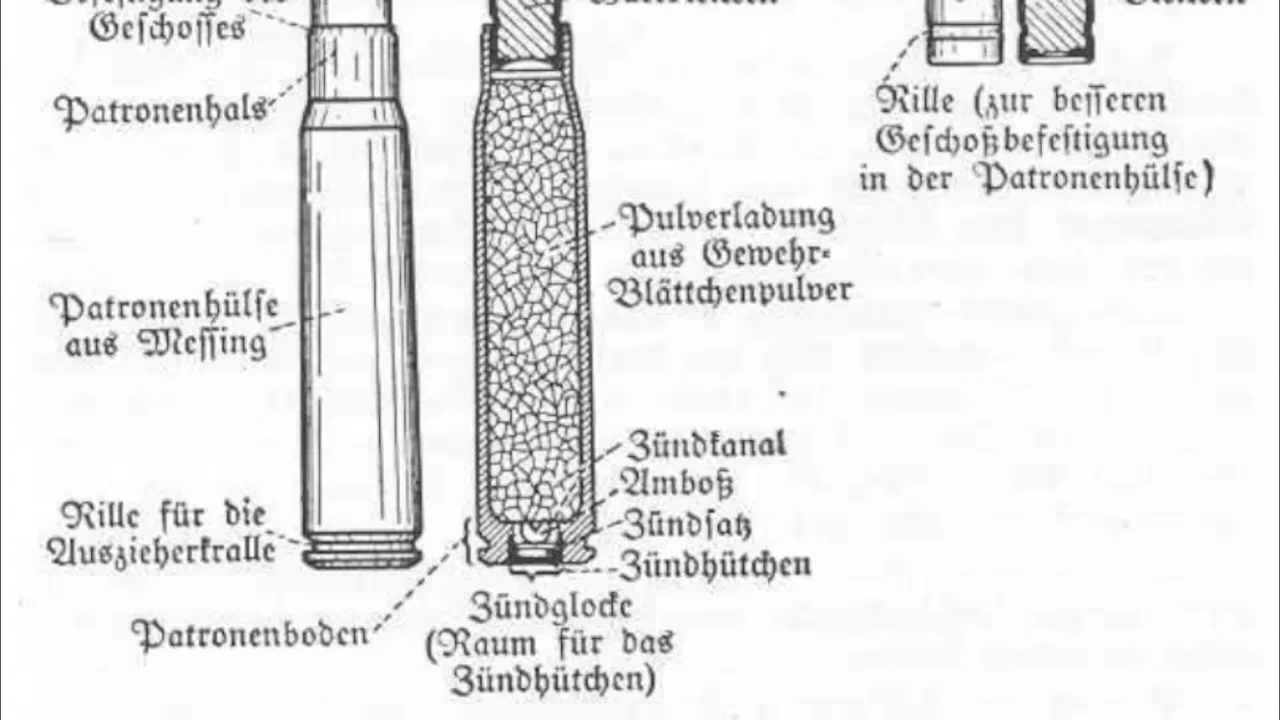 Geschosses
Patronenhals
Patronenhülse
aus Messing
Rille für die
Auszieherkralle
Patronenboden
Rille (zur besseren
Geschoßbefestigung
in der Patronenhülse)
Pulverladung
aus Gewehr-
Blättchenpulver
Zündkanal
Amboß
Zündsatz
Zündhütchen
Zündglocke
(Raum für das
Zündhütchen)